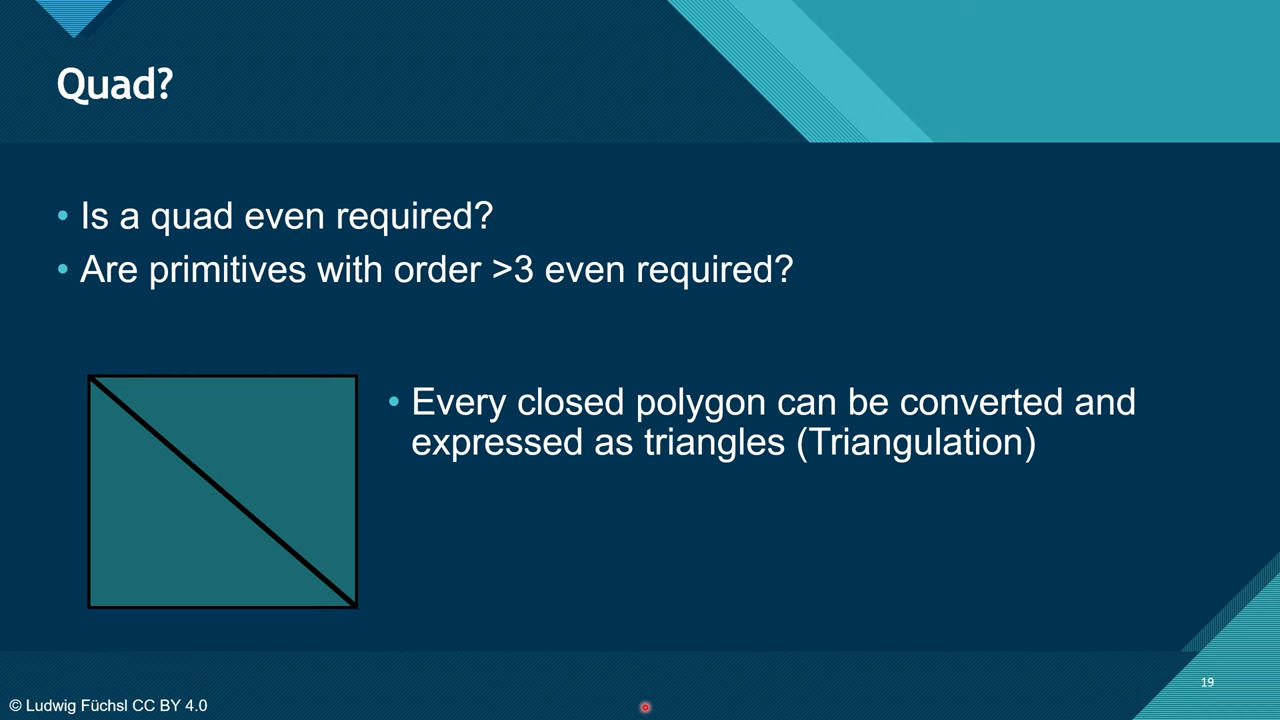 Quad?
• Is a quad even required?
• Are primitives with order >3 even required?
• Every closed polygon can be converted and
expressed as triangles (Triangulation)
19
© Ludwig Füchsl CC BY 4.0